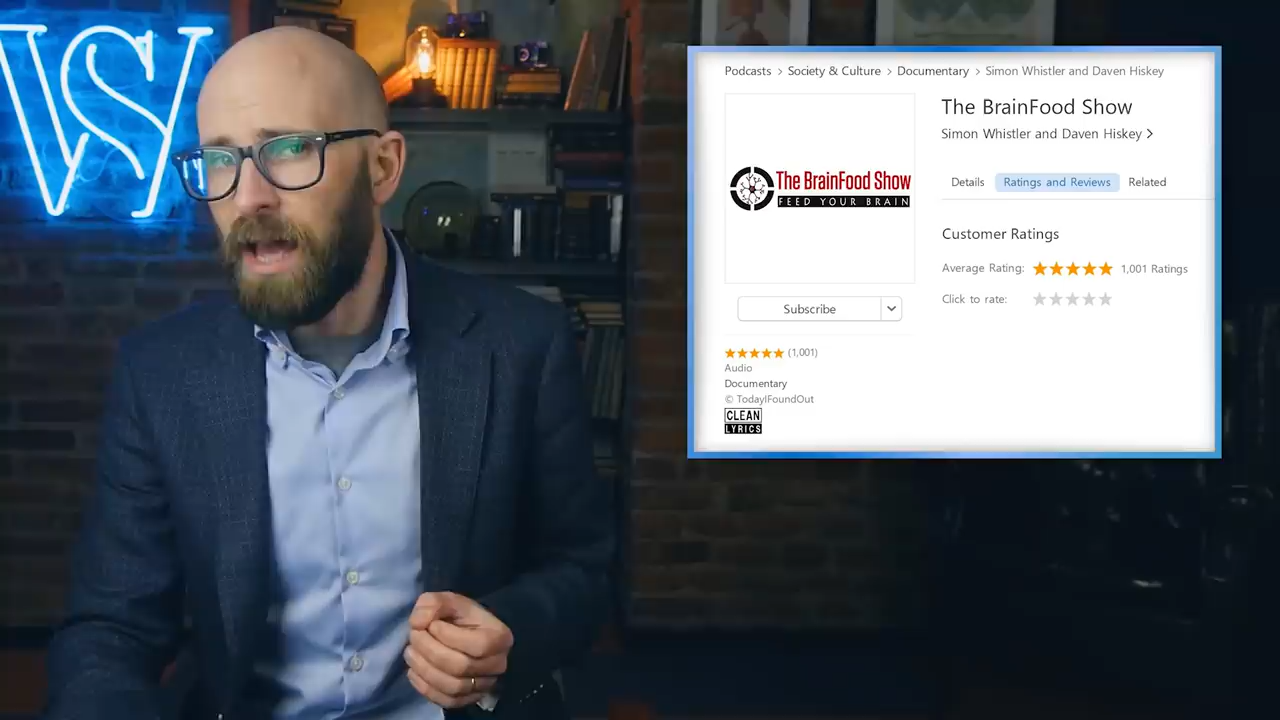 WS
Podcasts > Society & Culture > Documentary > Simon Whistler and Daven Hiskey
The BrainFood Show
Simon Whistler and Daven Hiskey >
Details Ratings and Reviews Related
Customer Ratings
Average Rating: ★★★★★ 1,001 Ratings
Click to rate: ★★★★★
The BrainFood Show
FEED YOUR BRAIN
Subscribe
★★★★★ (1,001)
Audio
Documentary
© TodayIFoundOut
CLEAN
LYRICS